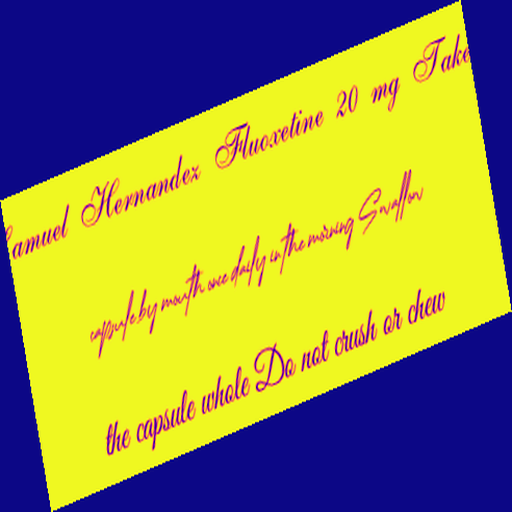 Samuel Hernandez Fluoxetine 20 mg Take
capsule by mouth once daily in the morning Swallow
the capsule whole Do not crush or chew